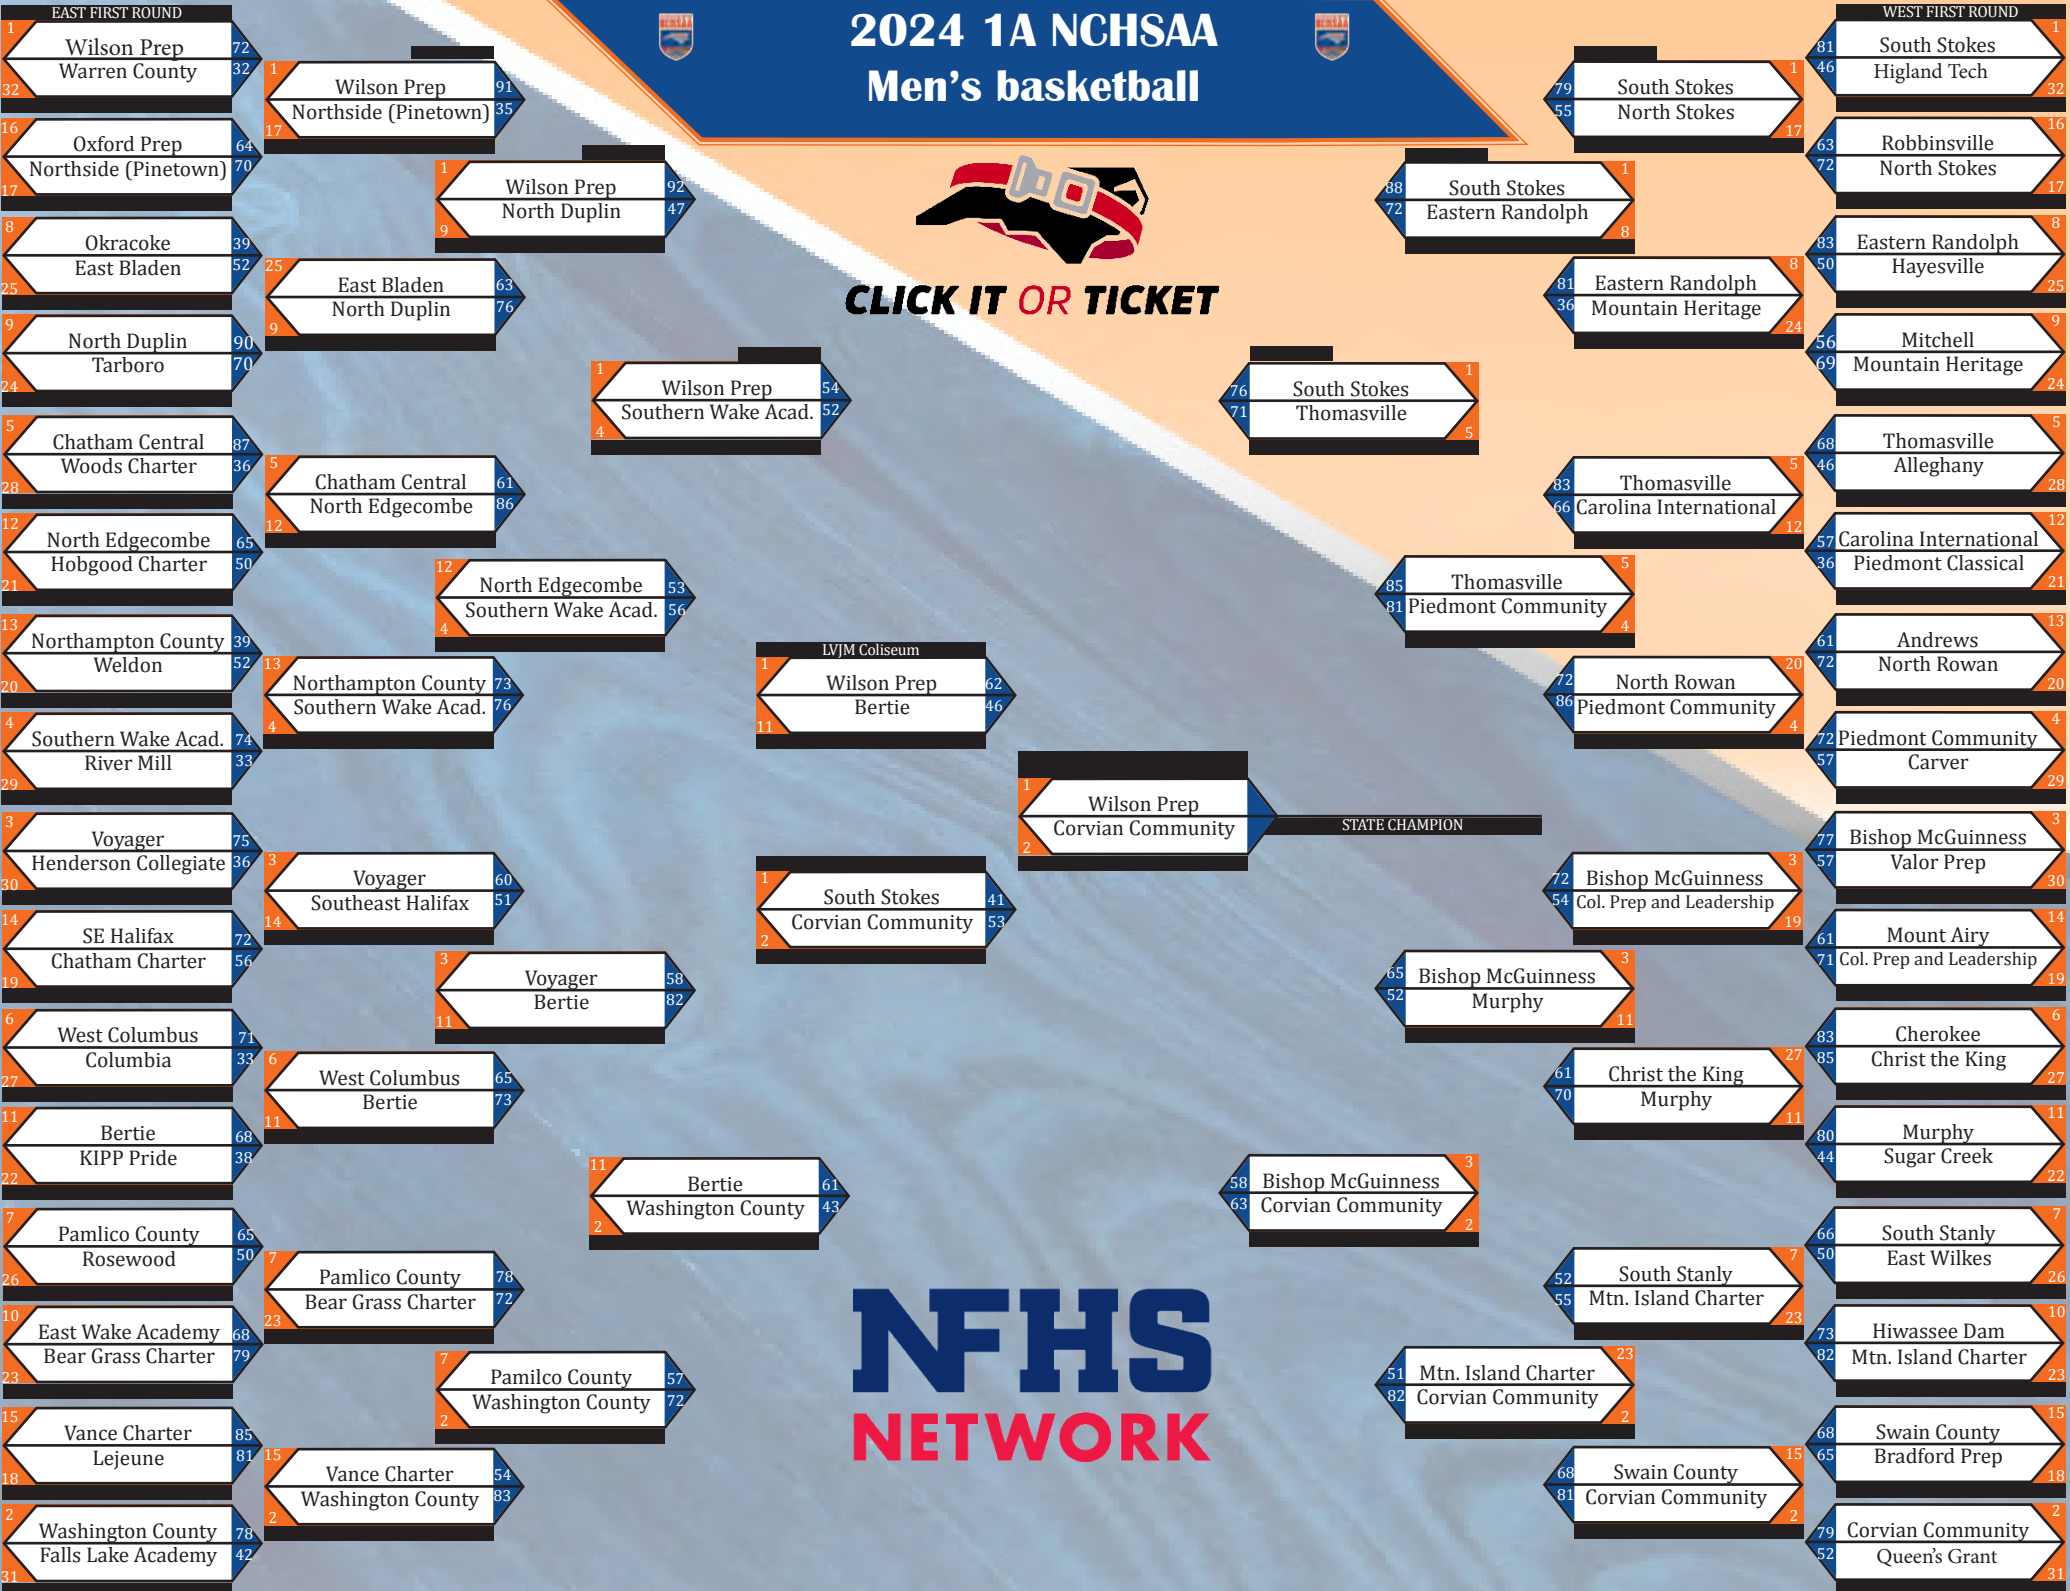 2024 1A NCHSAA
Men's basketball
CLICK IT OR TICKET
EAST FIRST ROUND
1
Wilson Prep 72
Warren County 32
32
16
Oxford Prep 64
Northside (Pinetown) 70
17
8
Okracoke 39
East Bladen 52
25
9
North Duplin 90
Tarboro 70
24
5
Chatham Central 87
Woods Charter 36
28
12
North Edgecombe 65
Hobgood Charter 50
21
13
Northampton County 39
Weldon 52
20
4
Southern Wake Acad. 74
River Mill 33
29
3
Voyager 75
Henderson Collegiate 36
30
14
SE Halifax 72
Chatham Charter 56
19
6
West Columbus 71
Columbia 33
27
11
Bertie 68
KIPP Pride 38
22
7
Pamlico County 65
Rosewood 50
26
10
East Wake Academy 68
Bear Grass Charter 79
23
15
Vance Charter 85
Lejeune 81
18
2
Washington County 78
Falls Lake Academy 42
31
1
Wilson Prep 91
Northside (Pinetown) 35
17
25
East Bladen 63
North Duplin 76
9
5
Chatham Central 61
North Edgecombe 86
12
13
Northampton County 73
Southern Wake Acad. 76
4
3
Voyager 60
Southeast Halifax 51
14
6
West Columbus 65
Bertie 73
11
7
Pamlico County 78
Bear Grass Charter 72
23
15
Vance Charter 54
Washington County 83
2
1
Wilson Prep 92
North Duplin 47
9
12
North Edgecombe 53
Southern Wake Acad. 56
4
3
Voyager 58
Bertie 82
11
7
Pamilco County 57
Washington County 72
2
1
Wilson Prep 54
Southern Wake Acad. 52
4
11
Bertie 61
Washington County 43
2
LVJM Coliseum
1
Wilson Prep 62
Bertie 46
11
1
Wilson Prep
Corvian Community
2
STATE CHAMPION
1
South Stokes 41
Corvian Community 53
2
1
76 South Stokes
71 Thomasville
5
3
58 Bishop McGuinness
63 Corvian Community
2
1
88 South Stokes
72 Eastern Randolph
8
5
85 Thomasville
81 Piedmont Community
4
3
65 Bishop McGuinness
52 Murphy
11
23
51 Mtn. Island Charter
82 Corvian Community
2
1
79 South Stokes
55 North Stokes
17
8
81 Eastern Randolph
36 Mountain Heritage
24
5
83 Thomasville
66 Carolina International
12
20
72 North Rowan
86 Piedmont Community
4
3
72 Bishop McGuinness
54 Col. Prep and Leadership
19
27
61 Christ the King
70 Murphy
11
7
52 South Stanly
55 Mtn. Island Charter
23
15
68 Swain County
81 Corvian Community
2
WEST FIRST ROUND
1
81 South Stokes
46 Higland Tech
32
16
63 Robbinsville
72 North Stokes
17
8
83 Eastern Randolph
50 Hayesville
25
9
56 Mitchell
69 Mountain Heritage
24
5
68 Thomasville
46 Alleghany
28
12
57 Carolina International
36 Piedmont Classical
21
13
61 Andrews
72 North Rowan
20
4
72 Piedmont Community
57 Carver
29
3
77 Bishop McGuinness
57 Valor Prep
30
14
61 Mount Airy
71 Col. Prep and Leadership
19
6
83 Cherokee
85 Christ the King
27
11
80 Murphy
44 Sugar Creek
22
7
66 South Stanly
50 East Wilkes
26
10
73 Hiwassee Dam
82 Mtn. Island Charter
23
15
68 Swain County
65 Bradford Prep
18
2
79 Corvian Community
52 Queen's Grant
31
NFHS
NETWORK